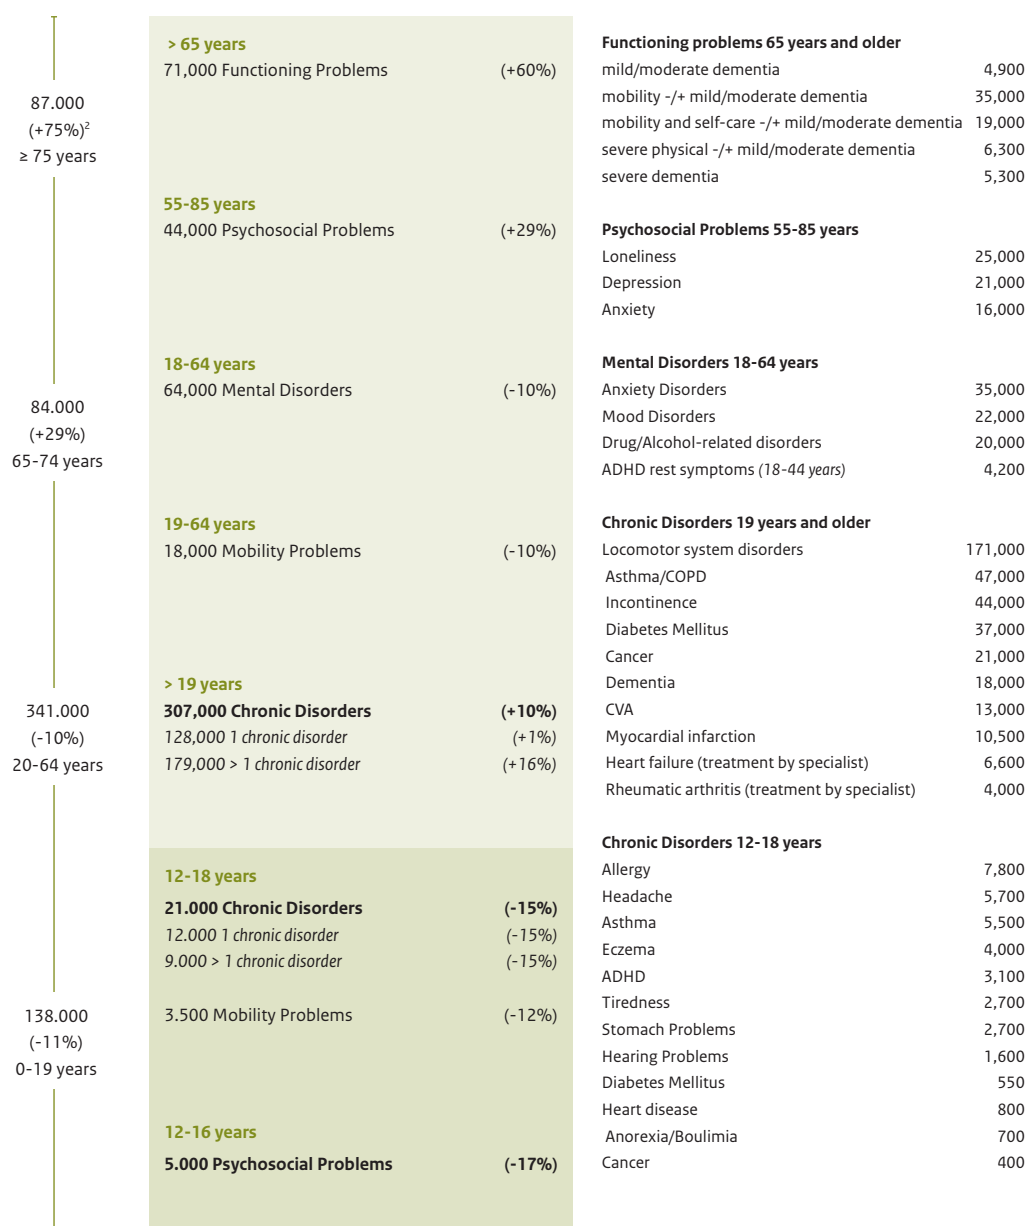 87.000
(+75%)2
≥ 75 years
84.000
(+29%)
65-74 years
341.000
(-10%)
20-64 years
138.000
(-11%)
0-19 years
> 65 years
71,000 Functioning Problems (+60%)
55-85 years
44,000 Psychosocial Problems (+29%)
18-64 years
64,000 Mental Disorders (-10%)
19-64 years
18,000 Mobility Problems (-10%)
> 19 years
307,000 Chronic Disorders (+10%)
128,000 1 chronic disorder (+1%)
179,000 > 1 chronic disorder (+16%)
12-18 years
21.000 Chronic Disorders (-15%)
12.000 1 chronic disorder (-15%)
9.000 > 1 chronic disorder (-15%)
3.500 Mobility Problems (-12%)
12-16 years
5.000 Psychosocial Problems (-17%)
Functioning problems 65 years and older
mild/moderate dementia 4,900
mobility -/+ mild/moderate dementia 35,000
mobility and self-care -/+ mild/moderate dementia 19,000
severe physical -/+ mild/moderate dementia 6,300
severe dementia 5,300
Psychosocial Problems 55-85 years
Loneliness 25,000
Depression 21,000
Anxiety 16,000
Mental Disorders 18-64 years
Anxiety Disorders 35,000
Mood Disorders 22,000
Drug/Alcohol-related disorders 20,000
ADHD rest symptoms (18-44 years) 4,200
Chronic Disorders 19 years and older
Locomotor system disorders 171,000
Asthma/COPD 47,000
Incontinence 44,000
Diabetes Mellitus 37,000
Cancer 21,000
Dementia 18,000
CVA 13,000
Myocardial infarction 10,500
Heart failure (treatment by specialist) 6,600
Rheumatic arthritis (treatment by specialist) 4,000
Chronic Disorders 12-18 years
Allergy 7,800
Headache 5,700
Asthma 5,500
Eczema 4,000
ADHD 3,100
Tiredness 2,700
Stomach Problems 2,700
Hearing Problems 1,600
Diabetes Mellitus 550
Heart disease 800
Anorexia/Boulimia 700
Cancer 400